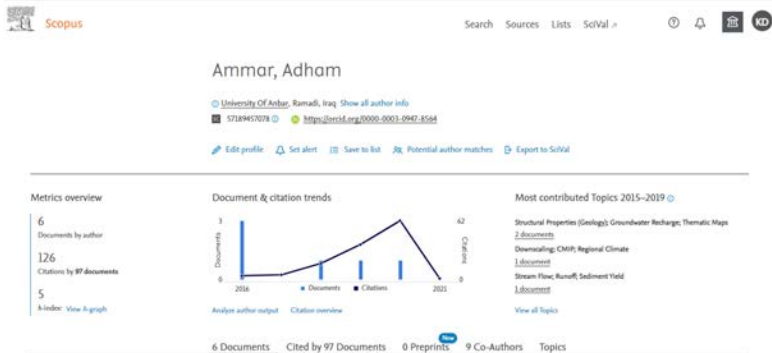 Scopus
Search Sources Lists SciVal ↗ KD
Ammar, Adham
University Of Anbar, Ramadi, Iraq Show all author info
SC 57189457078 iD https://orcid.org/0000-0003-0947-8564
Edit profile Set alert Save to list Potential author matches Export to SciVal
Metrics overview
6
Documents by author
126
Citations by 97 documents
5
h-index: View h-graph
Document & citation trends
3
0
Documents
62
0
Citations
2016 2021
Documents Citations
Analyze author output Citation overview
Most contributed Topics 2015–2019
Structural Properties (Geology); Groundwater Recharge; Thematic Maps
2 documents
Downscaling; CMIP; Regional Climate
1 document
Stream Flow; Runoff; Sediment Yield
1 document
View all Topics
New
6 Documents Cited by 97 Documents 0 Preprints 9 Co-Authors Topics